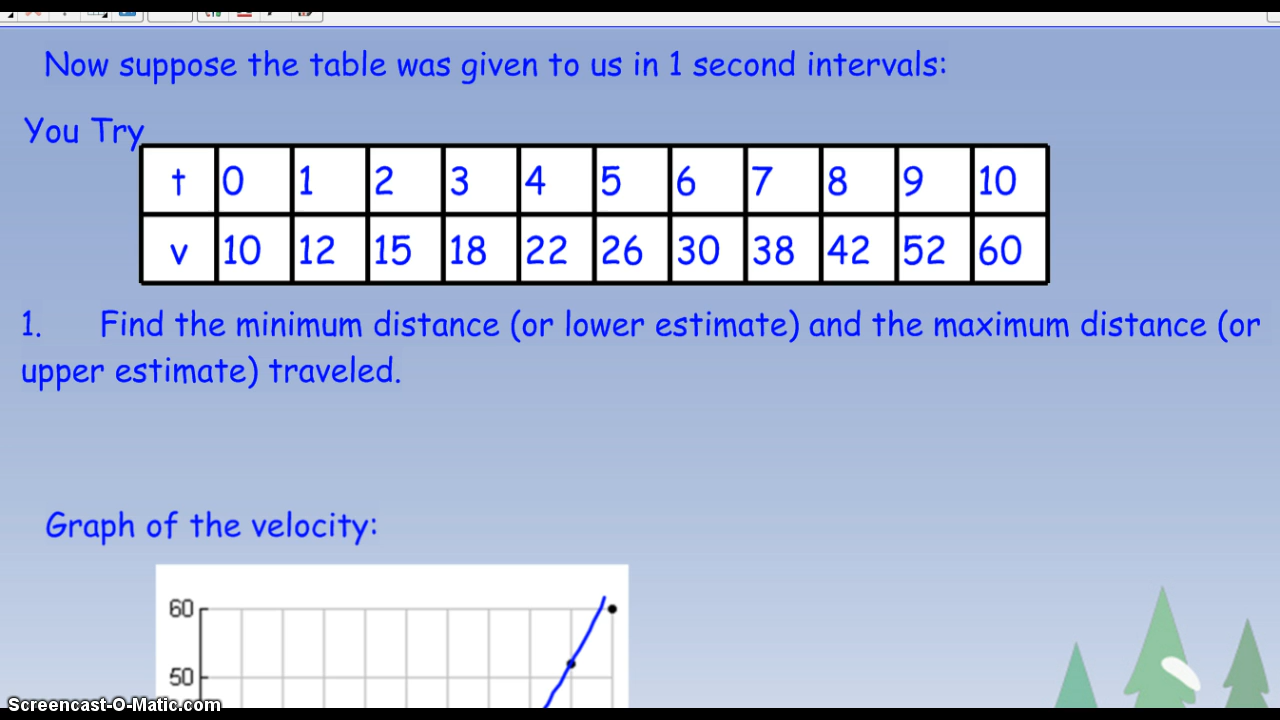 Now suppose the table was given to us in 1 second intervals:
You Try
t 0 1 2 3 4 5 6 7 8 9 10
v 10 12 15 18 22 26 30 38 42 52 60
1. Find the minimum distance (or lower estimate) and the maximum distance (or
upper estimate) traveled.
Graph of the velocity:
60
50
Screencast-O-Matic.com